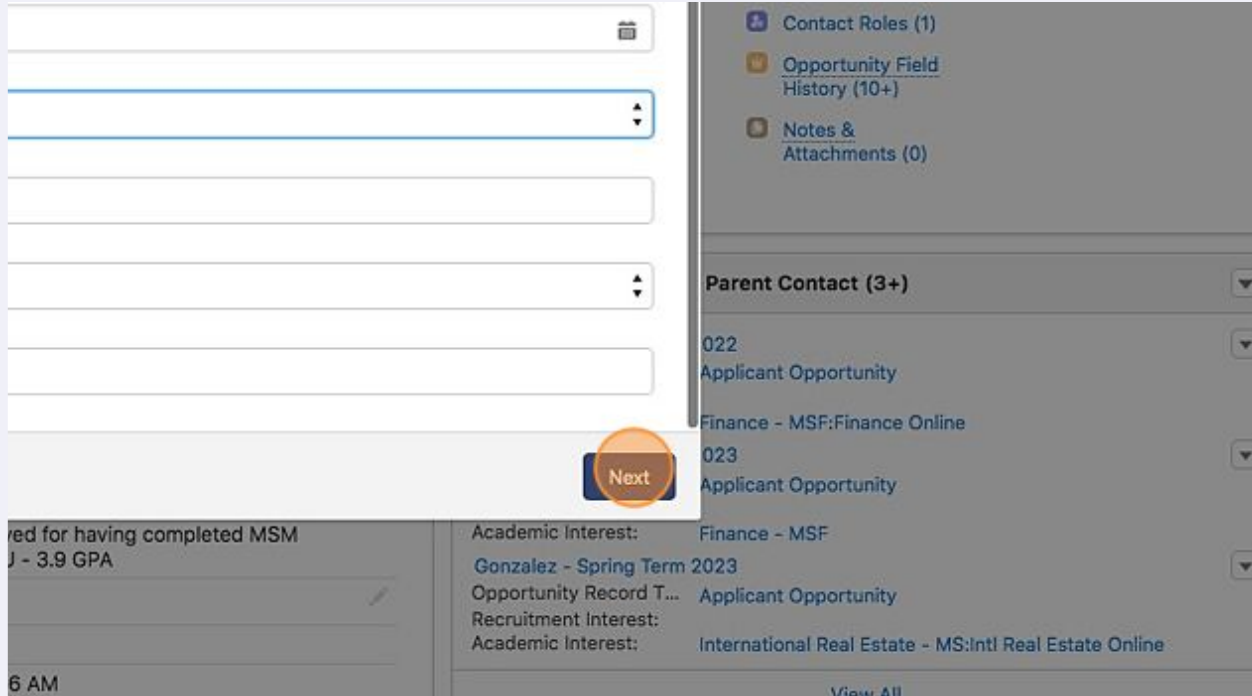 Contact Roles (1)
Opportunity Field
History (10+)
Notes &
Attachments (0)
Parent Contact (3+)
022
Applicant Opportunity
Finance - MSF:Finance Online
023
Applicant Opportunity
Next
Academic Interest: Finance - MSF
ved for having completed MSM
J - 3.9 GPA
Gonzalez - Spring Term 2023
Opportunity Record T... Applicant Opportunity
Recruitment Interest:
Academic Interest: International Real Estate - MS:Intl Real Estate Online
6 AM
View All